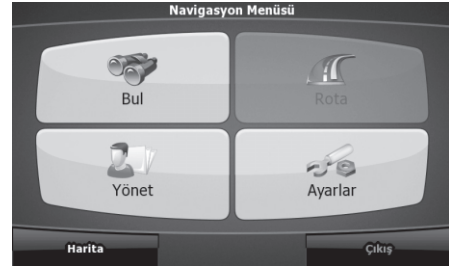 Navigasyon Menüsü
Bul
Rota
Yönet
Ayarlar
Harita
Çıkış